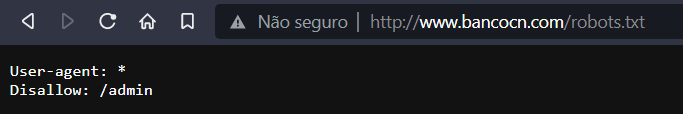 Não seguro | http://www.bancocn.com/robots.txt
User-agent: *
Disallow: /admin